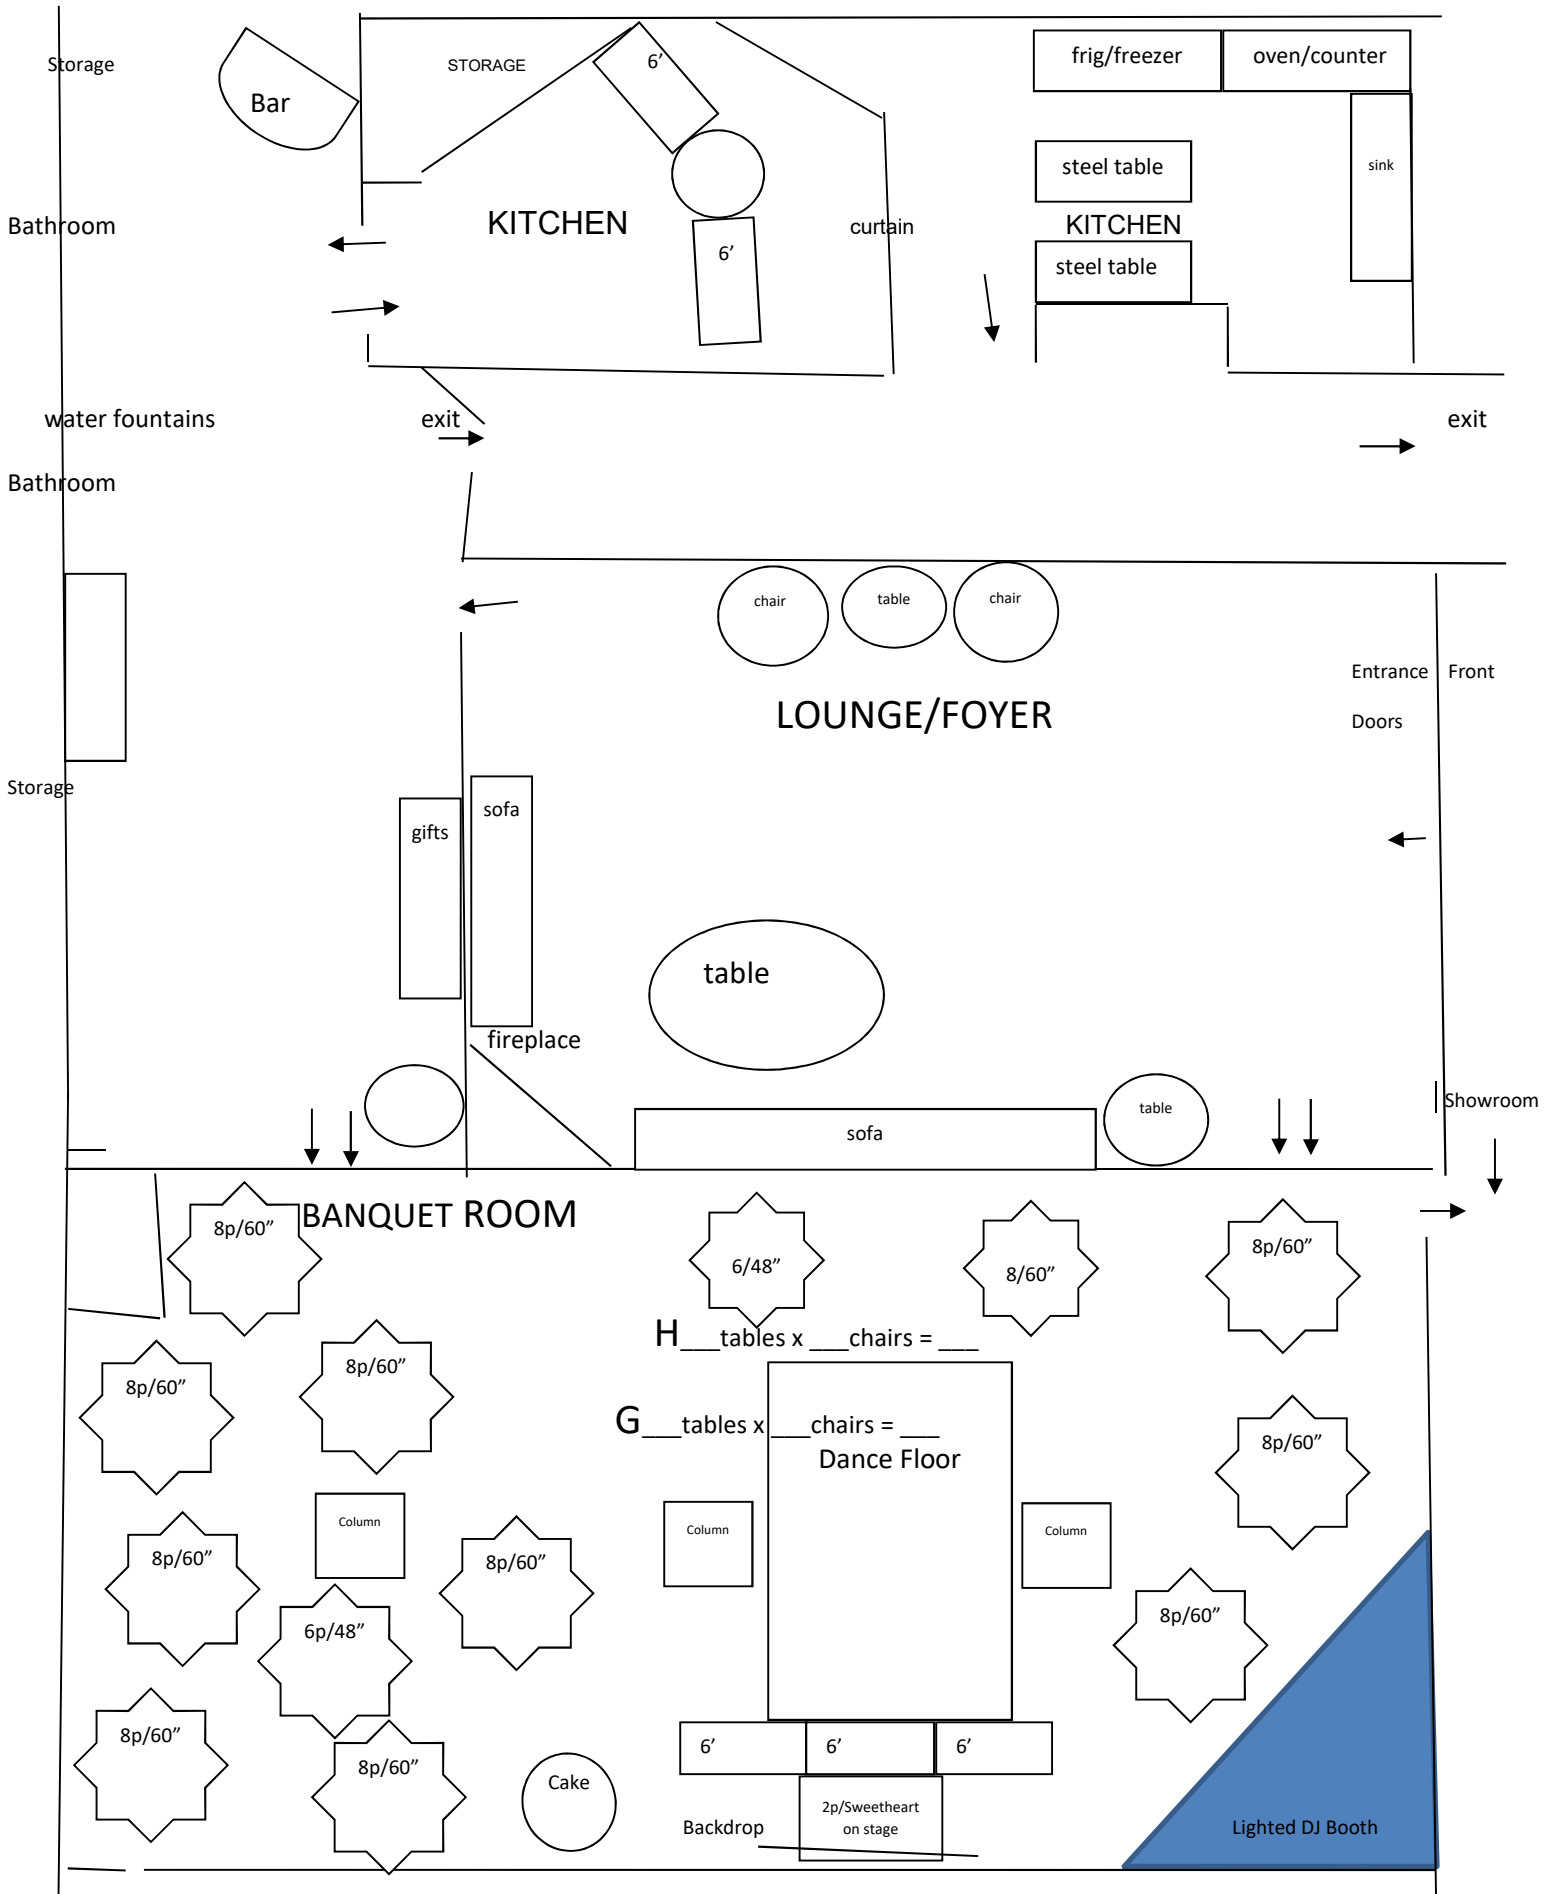 Storage
Bar
STORAGE
6’
frig/freezer
oven/counter
steel table
sink
Bathroom
KITCHEN
curtain
KITCHEN
6’
steel table
water fountains
exit
exit
Bathroom
chair
table
chair
Entrance
Front
LOUNGE/FOYER
Doors
Storage
sofa
gifts
table
fireplace
table
Showroom
sofa
BANQUET ROOM
8p/60”
6/48”
8/60”
8p/60”
H___tables x ___chairs = ___
8p/60”
8p/60”
G___tables x ___chairs = ___
Dance Floor
8p/60”
Column
Column
Column
8p/60”
8p/60”
6p/48”
8p/60”
8p/60”
8p/60”
6’
6’
6’
Cake
Backdrop
2p/Sweetheart
on stage
Lighted DJ Booth